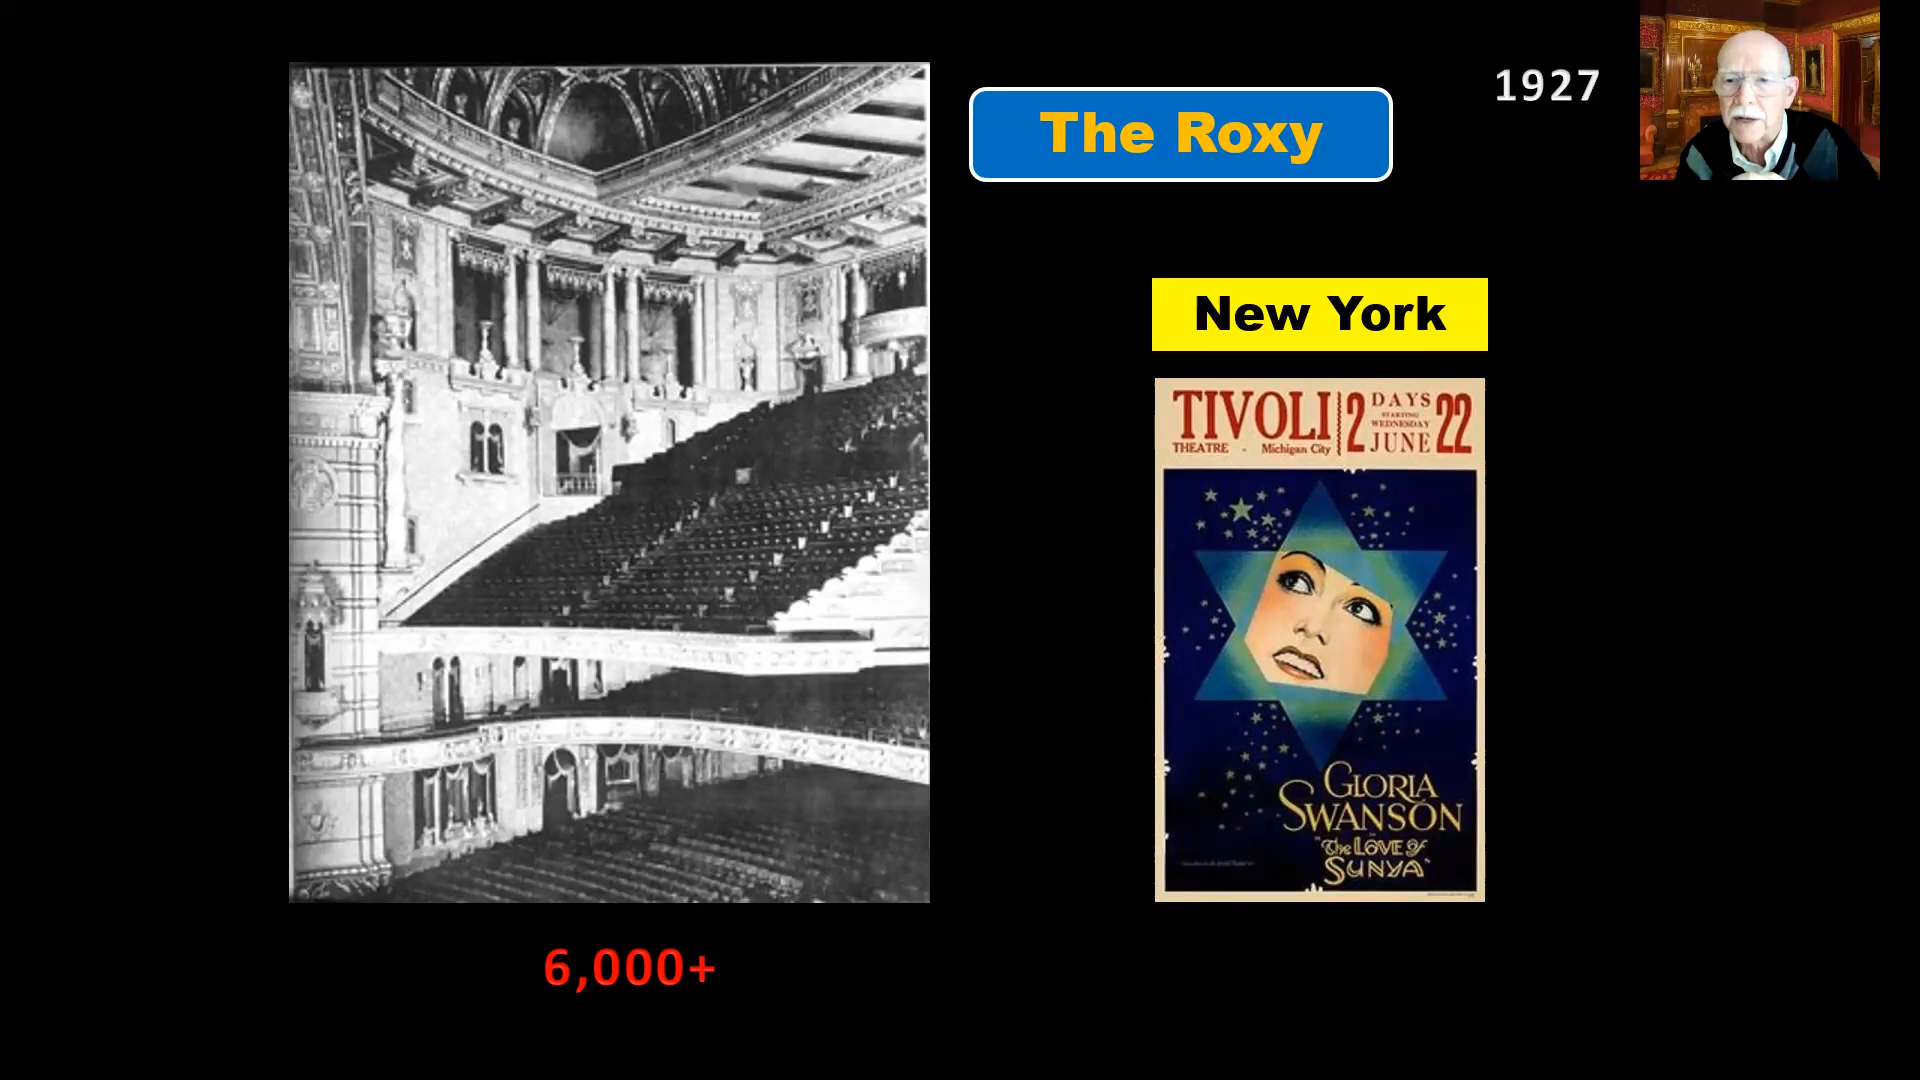 The Roxy
1927
New York
TIVOLI 2 DAYS
STARTING
WEDNESDAY
JUNE 22
THEATRE - Michigan City
GLORIA
SWANSON
"The LOVE of
SUNYA"
6,000+